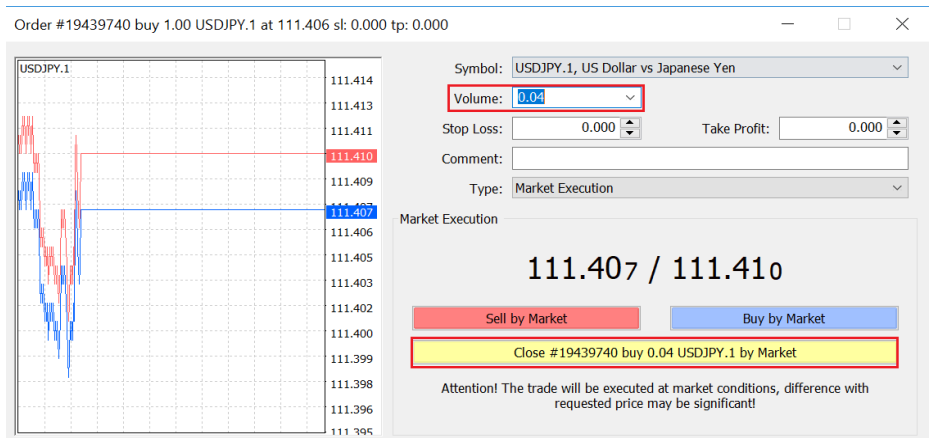 Order #19439740 buy 1.00 USDJPY.1 at 111.406 sl: 0.000 tp: 0.000
USDJPY.1
111.414
111.413
111.411
111.410
111.409
111.407
111.406
111.405
111.403
111.402
111.400
111.399
111.398
111.396
111.395
Symbol: USDJPY.1, US Dollar vs Japanese Yen
Volume: 0.04
Stop Loss: 0.000 Take Profit: 0.000
Comment:
Type: Market Execution
Market Execution
111.407 / 111.410
Sell by Market Buy by Market
Close #19439740 buy 0.04 USDJPY.1 by Market
Attention! The trade will be executed at market conditions, difference with
requested price may be significant!